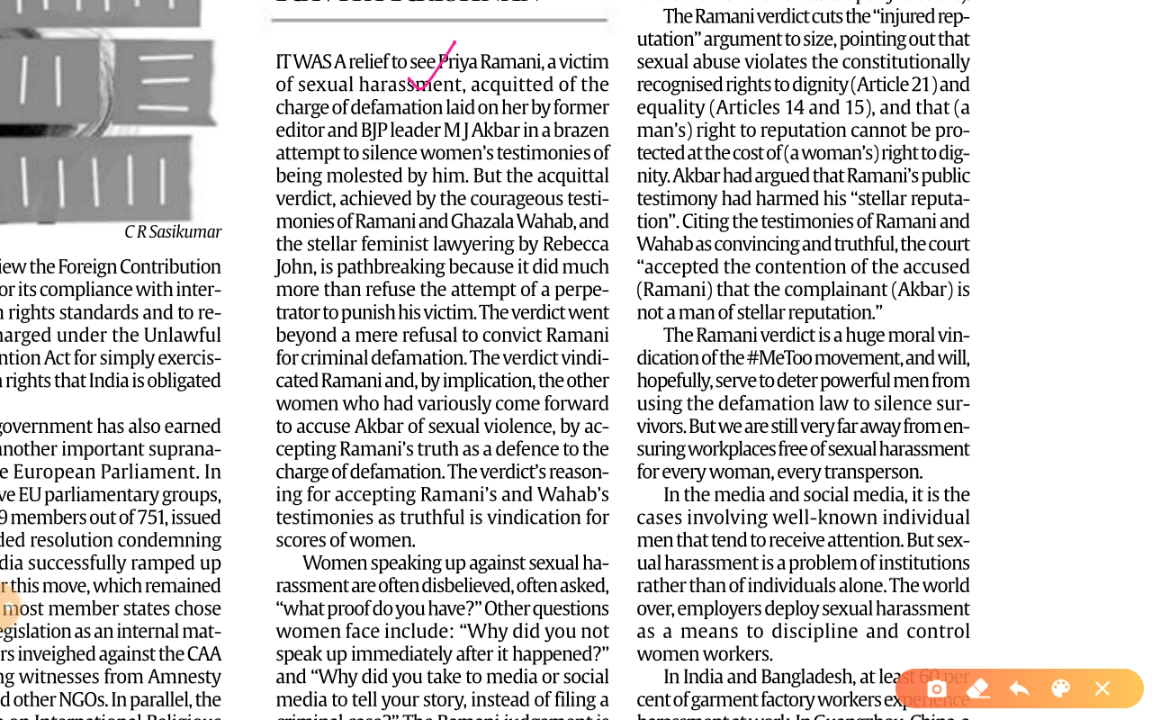 C R Sasikumar
iew the Foreign Contribution
or its compliance with inter-
rights standards and to re-
harged under the Unlawful
ntion Act for simply exercis-
rights that India is obligated
government has also earned
nother important suprana-
e European Parliament. In
ve EU parliamentary groups,
9 members out of 751, issued
ded resolution condemning
dia successfully ramped up
r this move, which remained
most member states chose
egislation as an internal mat-
rs inveighed against the CAA
ng witnesses from Amnesty
d other NGOs. In parallel, the
IT WAS A relief to see Priya Ramani, a victim
of sexual harassment, acquitted of the
charge of defamation laid on her by former
editor and BJP leader M J Akbar in a brazen
attempt to silence women's testimonies of
being molested by him. But the acquittal
verdict, achieved by the courageous testi-
monies of Ramani and Ghazala Wahab, and
the stellar feminist lawyering by Rebecca
John, is pathbreaking because it did much
more than refuse the attempt of a perpe-
trator to punish his victim. The verdict went
beyond a mere refusal to convict Ramani
for criminal defamation. The verdict vindi-
cated Ramani and, by implication, the other
women who had variously come forward
to accuse Akbar of sexual violence, by ac-
cepting Ramani's truth as a defence to the
charge of defamation. The verdict's reason-
ing for accepting Ramani's and Wahab's
testimonies as truthful is vindication for
scores of women.
Women speaking up against sexual ha-
rassment are often disbelieved, often asked,
“what proof do you have?” Other questions
women face include: “Why did you not
speak up immediately after it happened?”
and “Why did you take to media or social
media to tell your story, instead of filing a
criminal case?” The Ramani judgement is
The Ramani verdict cuts the “injured rep-
utation” argument to size, pointing out that
sexual abuse violates the constitutionally
recognised rights to dignity (Article 21) and
equality (Articles 14 and 15), and that (a
man's) right to reputation cannot be pro-
tected at the cost of (a woman's) right to dig-
nity. Akbar had argued that Ramani's public
testimony had harmed his “stellar reputa-
tion”. Citing the testimonies of Ramani and
Wahab as convincing and truthful, the court
“accepted the contention of the accused
(Ramani) that the complainant (Akbar) is
not a man of stellar reputation.”
The Ramani verdict is a huge moral vin-
dication of the #MeToo movement, and will,
hopefully, serve to deter powerful men from
using the defamation law to silence sur-
vivors. But we are still very far away from en-
suring workplaces free of sexual harassment
for every woman, every transperson.
In the media and social media, it is the
cases involving well-known individual
men that tend to receive attention. But sex-
ual harassment is a problem of institutions
rather than of individuals alone. The world
over, employers deploy sexual harassment
as a means to discipline and control
women workers.
In India and Bangladesh, at least 60 per
cent of garment factory workers experience